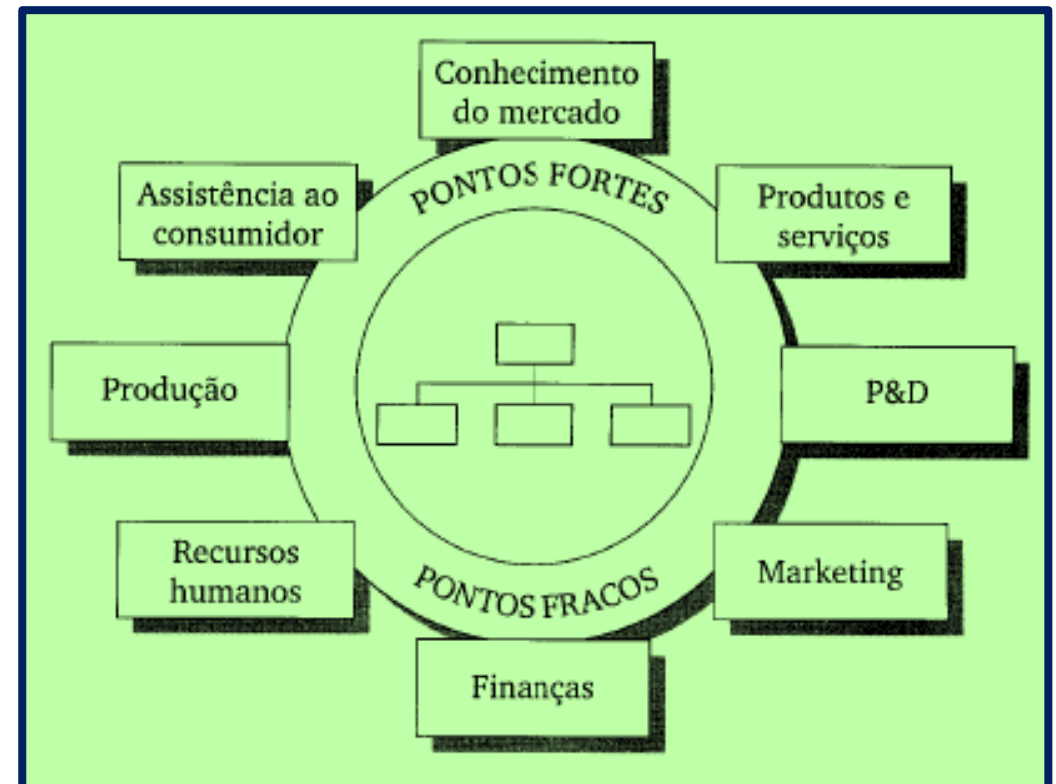 Conhecimento
do mercado
PONTOS FORTES
Assistência ao
consumidor
Produtos e
serviços
Produção
P&D
Recursos
humanos
Marketing
PONTOS FRACOS
Finanças